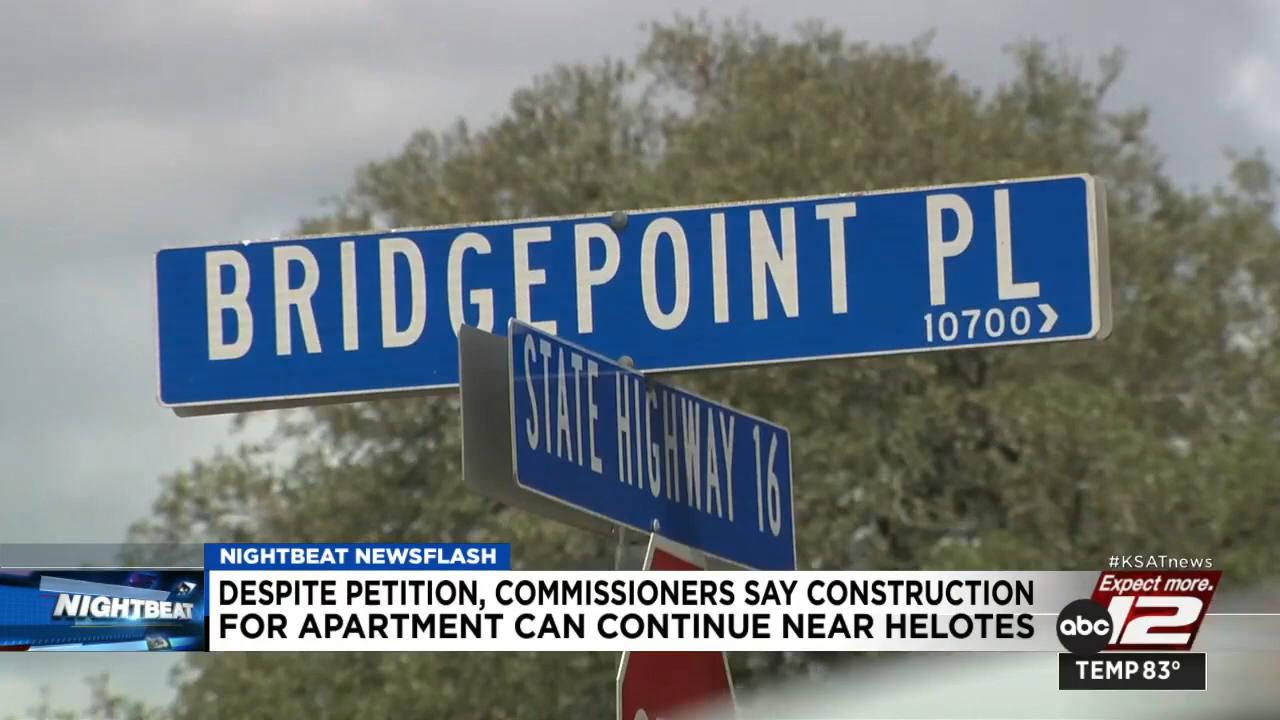 BRIDGEPOINT PL
10700
STATE HIGHWAY 16
NIGHTBEAT NEWSFLASH
#KSATnews
NIGHTBEAT
DESPITE PETITION, COMMISSIONERS SAY CONSTRUCTION
FOR APARTMENT CAN CONTINUE NEAR HELOTES
Expect more.
abc 12
TEMP 83°